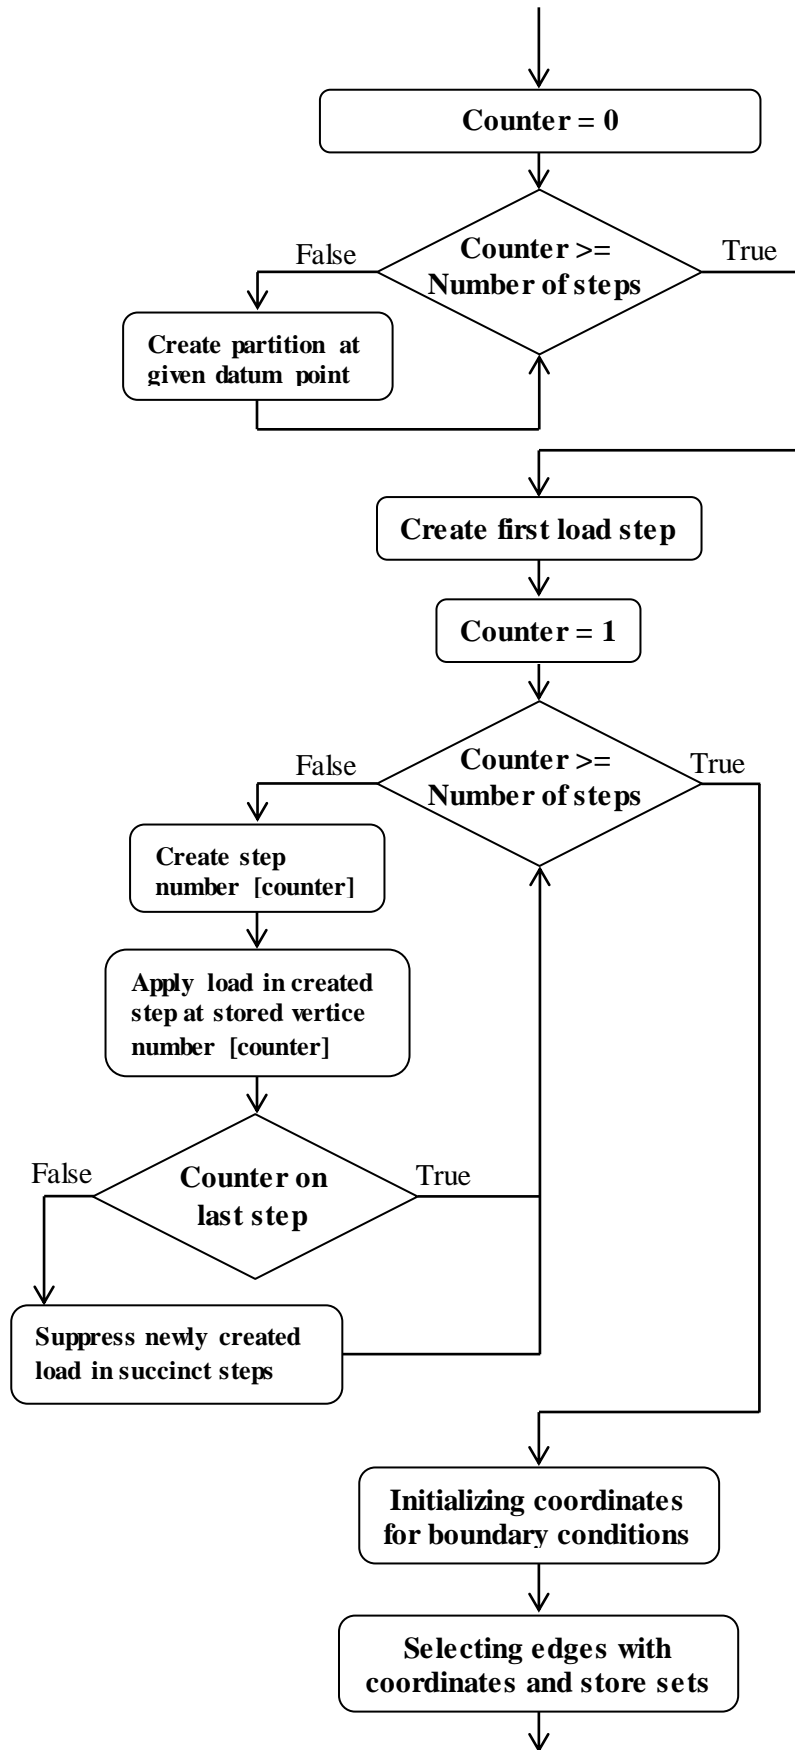 Counter = 0
Counter >=
Number of steps
False
True
Create partition at
given datum point
Create first load step
Counter = 1
Counter >=
Number of steps
False
True
Create step
number [counter]
Apply load in created
step at stored vertice
number [counter]
Counter on
last step
False
True
Suppress newly created
load in succinct steps
Initializing coordinates
for boundary conditions
Selecting edges with
coordinates and store sets